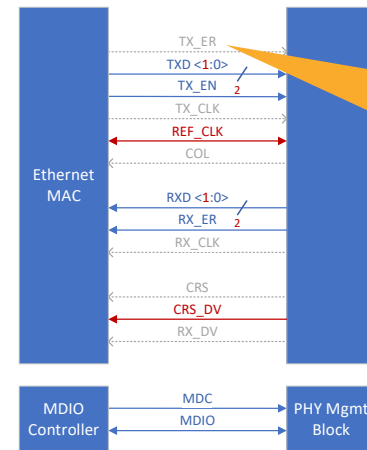 TX_ER
TXD <1:0>
2
TX_EN
TX_CLK
REF_CLK
COL
Ethernet
MAC
RXD <1:0>
RX_ER
2
RX_CLK
CRS
CRS_DV
RX_DV
MDIO
Controller
MDC
MDIO
PHY Mgmt
Block